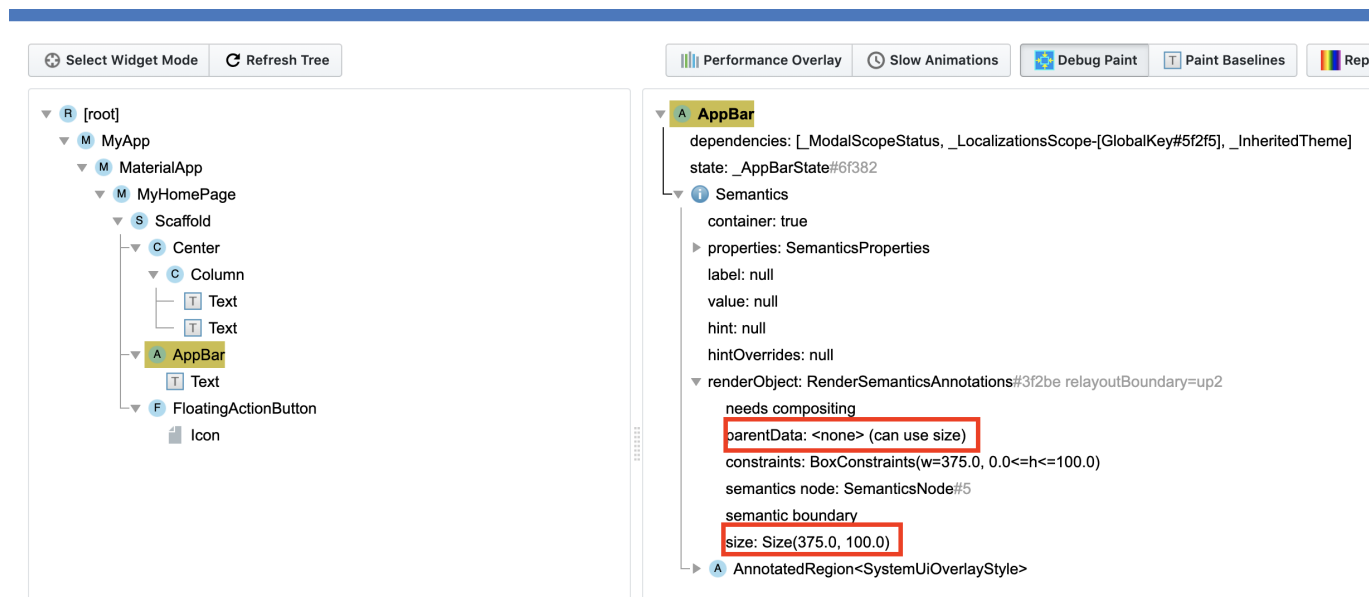 Select Widget Mode Refresh Tree Performance Overlay Slow Animations Debug Paint T Paint Baselines Rep
R [root]
M MyApp
M MaterialApp
M MyHomePage
S Scaffold
C Center
C Column
T Text
T Text
A AppBar
T Text
F FloatingActionButton
Icon
A AppBar
dependencies: [_ModalScopeStatus, _LocalizationsScope-[GlobalKey#5f2f5], _InheritedTheme]
state: _AppBarState#6f382
i Semantics
container: true
properties: SemanticsProperties
label: null
value: null
hint: null
hintOverrides: null
renderObject: RenderSemanticsAnnotations#3f2be relayoutBoundary=up2
needs compositing
parentData: <none> (can use size)
constraints: BoxConstraints(w=375.0, 0.0<=h<=100.0)
semantics node: SemanticsNode#5
semantic boundary
size: Size(375.0, 100.0)
A AnnotatedRegion<SystemUiOverlayStyle>